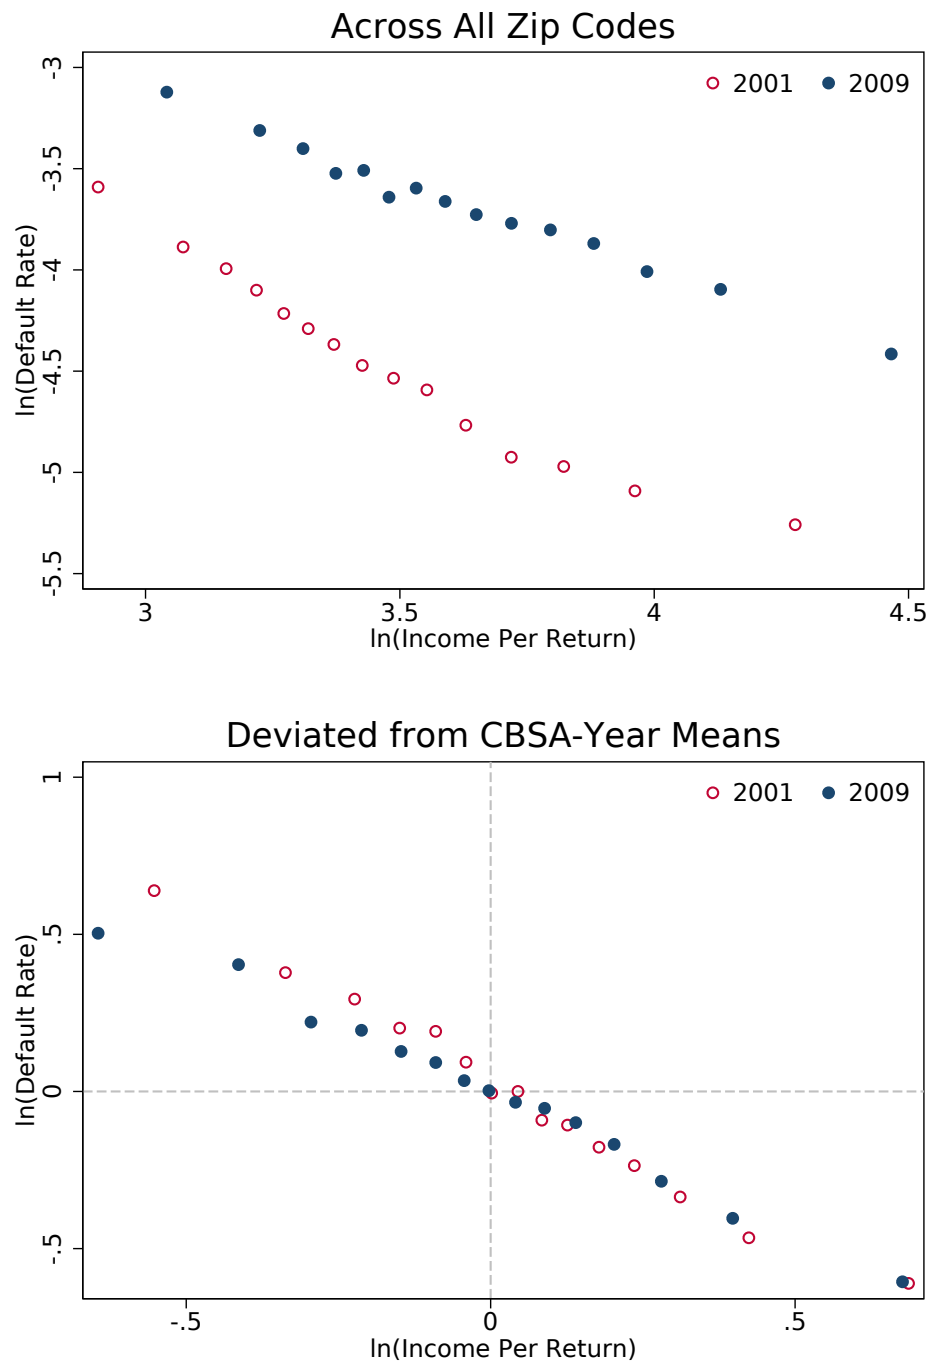 Across All Zip Codes
2001 2009
-3
-3.5
-4
-4.5
-5
-5.5
ln(Default Rate)
3 3.5 4 4.5
ln(Income Per Return)
Deviated from CBSA-Year Means
2001 2009
1
.5
0
-.5
ln(Default Rate)
-.5 0 .5
ln(Income Per Return)